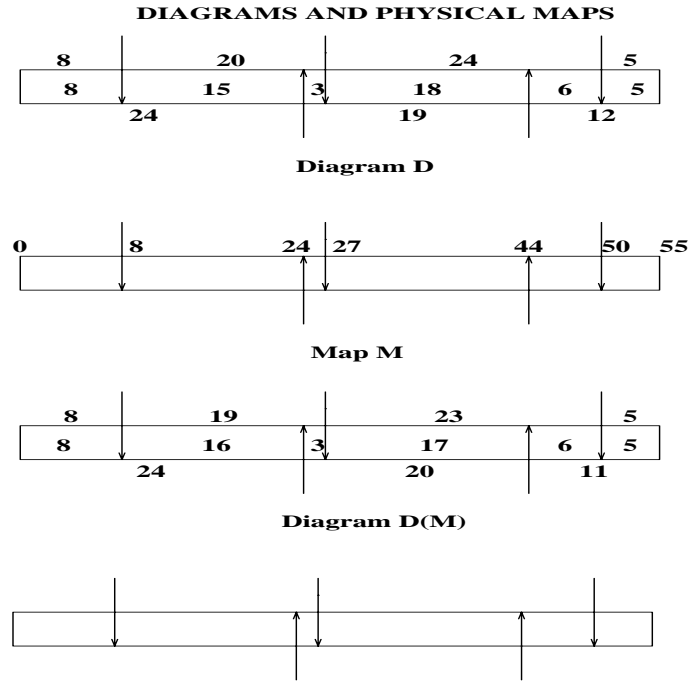 DIAGRAMS AND PHYSICAL MAPS
8 20 24 5
8 15 3 18 6 5
24 19 12
Diagram D
0 8 24 27 44 50 55
Map M
8 19 23 5
8 16 3 17 6 5
24 20 11
Diagram D(M)